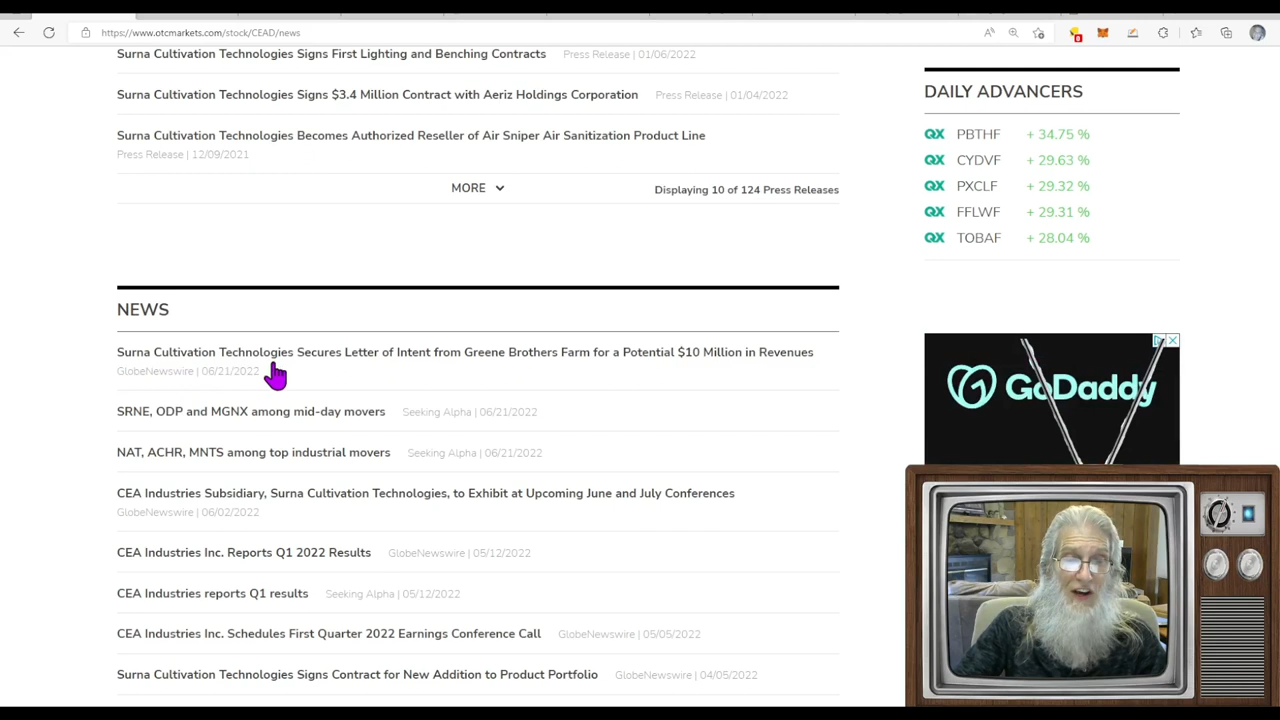 https://www.otcmarkets.com/stock/CEAD/news
Surna Cultivation Technologies Signs First Lighting and Benching Contracts Press Release | 01/06/2022
Surna Cultivation Technologies Signs $3.4 Million Contract with Aeriz Holdings Corporation Press Release | 01/04/2022
Surna Cultivation Technologies Becomes Authorized Reseller of Air Sniper Air Sanitization Product Line
Press Release | 12/09/2021
MORE
Displaying 10 of 124 Press Releases
NEWS
Surna Cultivation Technologies Secures Letter of Intent from Greene Brothers Farm for a Potential $10 Million in Revenues
GlobeNewswire | 06/21/2022
SRNE, ODP and MGNX among mid-day movers Seeking Alpha | 06/21/2022
NAT, ACHR, MNTS among top industrial movers Seeking Alpha | 06/21/2022
CEA Industries Subsidiary, Surna Cultivation Technologies, to Exhibit at Upcoming June and July Conferences
GlobeNewswire | 06/02/2022
CEA Industries Inc. Reports Q1 2022 Results GlobeNewswire | 05/12/2022
CEA Industries reports Q1 results Seeking Alpha | 05/12/2022
CEA Industries Inc. Schedules First Quarter 2022 Earnings Conference Call GlobeNewswire | 05/05/2022
Surna Cultivation Technologies Signs Contract for New Addition to Product Portfolio GlobeNewswire | 04/05/2022
DAILY ADVANCERS
QX PBTHF + 34.75 %
QX CYDVF + 29.63 %
QX PXCLF + 29.32 %
QX FFLWF + 29.31 %
QX TOBAF + 28.04 %
GoDaddy